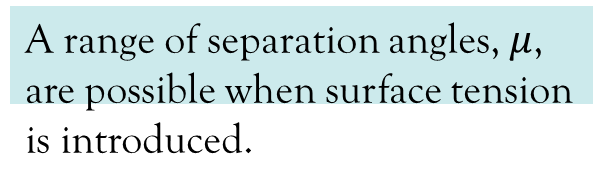 A range of separation angles, μ,
are possible when surface tension
is introduced.